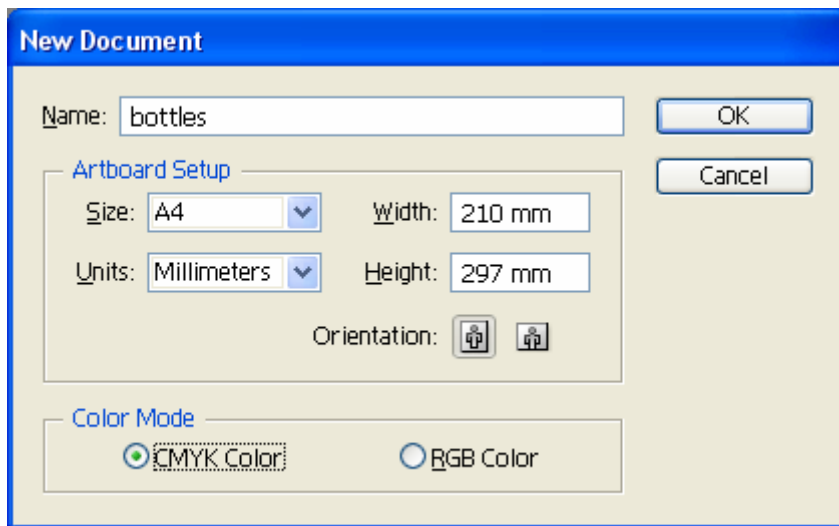 New Document
Name: bottles
OK
Artboard Setup
Cancel
Size: A4 Width: 210 mm
Units: Millimeters Height: 297 mm
Orientation:
Color Mode
CMYK Color RGB Color